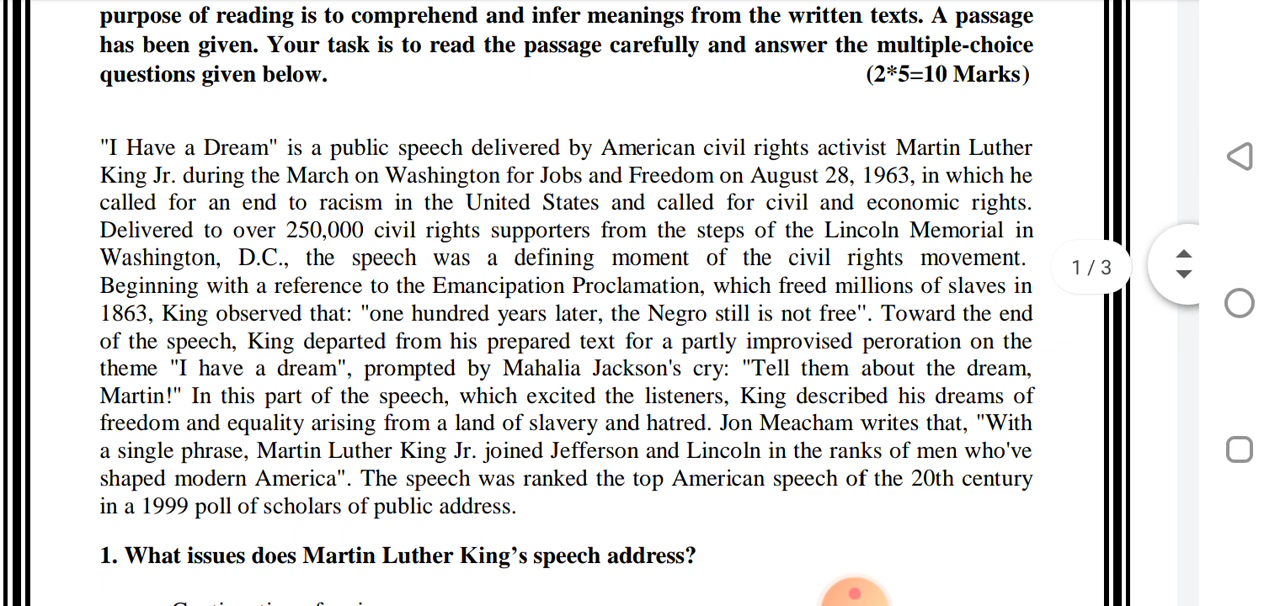 purpose of reading is to comprehend and infer meanings from the written texts. A passage
has been given. Your task is to read the passage carefully and answer the multiple-choice
questions given below. (2*5=10 Marks)
"I Have a Dream" is a public speech delivered by American civil rights activist Martin Luther
King Jr. during the March on Washington for Jobs and Freedom on August 28, 1963, in which he
called for an end to racism in the United States and called for civil and economic rights.
Delivered to over 250,000 civil rights supporters from the steps of the Lincoln Memorial in
Washington, D.C., the speech was a defining moment of the civil rights movement.
Beginning with a reference to the Emancipation Proclamation, which freed millions of slaves in
1863, King observed that: "one hundred years later, the Negro still is not free". Toward the end
of the speech, King departed from his prepared text for a partly improvised peroration on the
theme "I have a dream", prompted by Mahalia Jackson's cry: "Tell them about the dream,
Martin!" In this part of the speech, which excited the listeners, King described his dreams of
freedom and equality arising from a land of slavery and hatred. Jon Meacham writes that, "With
a single phrase, Martin Luther King Jr. joined Jefferson and Lincoln in the ranks of men who've
shaped modern America". The speech was ranked the top American speech of the 20th century
in a 1999 poll of scholars of public address.
1. What issues does Martin Luther King’s speech address?
1 / 3